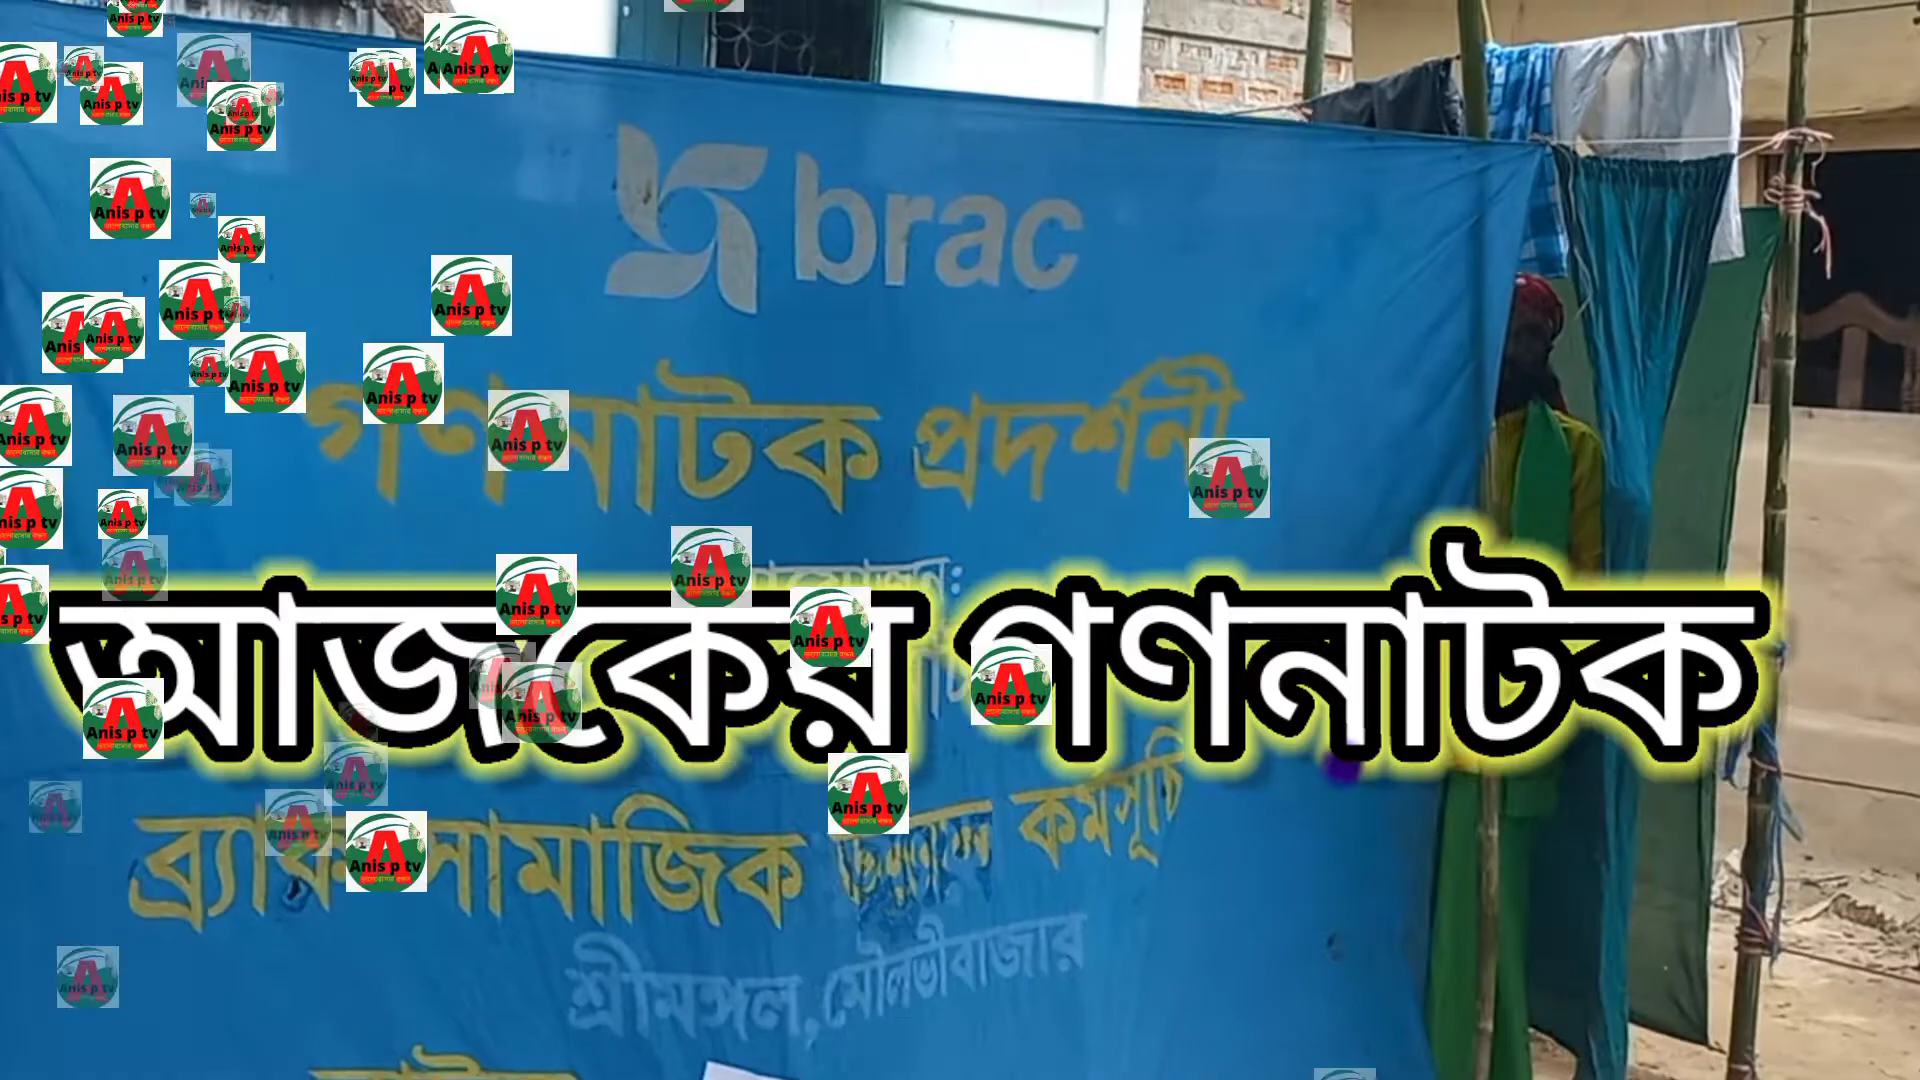 brac
গণনাটক প্রদর্শনী
আজকের গণনাটক
ব্র্যাক সামাজিক কর্মসূচি
শ্রীমঙ্গল, মৌলভীবাজার
Anis p tv